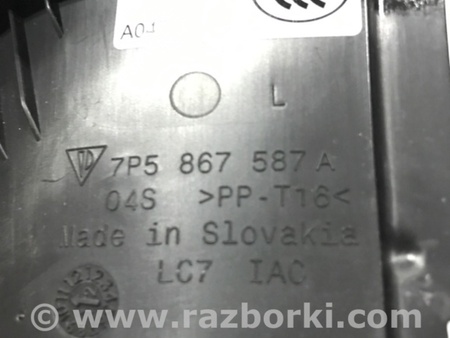 A04
L
7P5 867 587 A
04S >PP-T16<
Made in Slovakia
LC7 IAC
© www.razborki.com